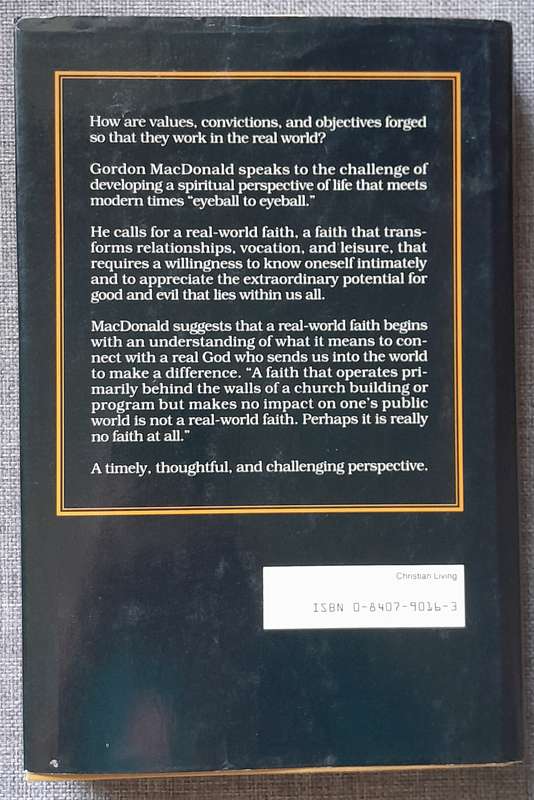 How are values, convictions, and objectives forged
so that they work in the real world?
Gordon MacDonald speaks to the challenge of
developing a spiritual perspective of life that meets
modern times “eyeball to eyeball.”
He calls for a real-world faith, a faith that trans-
forms relationships, vocation, and leisure, that
requires a willingness to know oneself intimately
and to appreciate the extraordinary potential for
good and evil that lies within us all.
MacDonald suggests that a real-world faith begins
with an understanding of what it means to con-
nect with a real God who sends us into the world
to make a difference. “A faith that operates pri-
marily behind the walls of a church building or
program but makes no impact on one’s public
world is not a real-world faith. Perhaps it is really
no faith at all.”
A timely, thoughtful, and challenging perspective.
Christian Living
ISBN 0-8407-9016-3